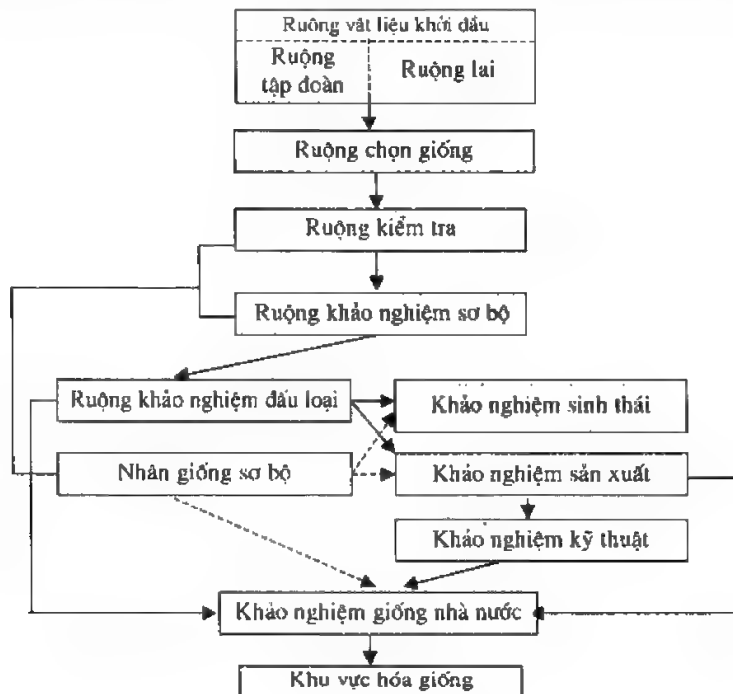 Ruộng vật liệu khởi đầu
Ruộng
tập đoàn
Ruộng lai
Ruộng chọn giống
Ruộng kiểm tra
Ruộng khảo nghiệm sơ bộ
Ruộng khảo nghiệm đấu loại
Khảo nghiệm sinh thái
Nhân giống sơ bộ
Khảo nghiệm sản xuất
Khảo nghiệm kỹ thuật
Khảo nghiệm giống nhà nước
Khu vực hóa giống